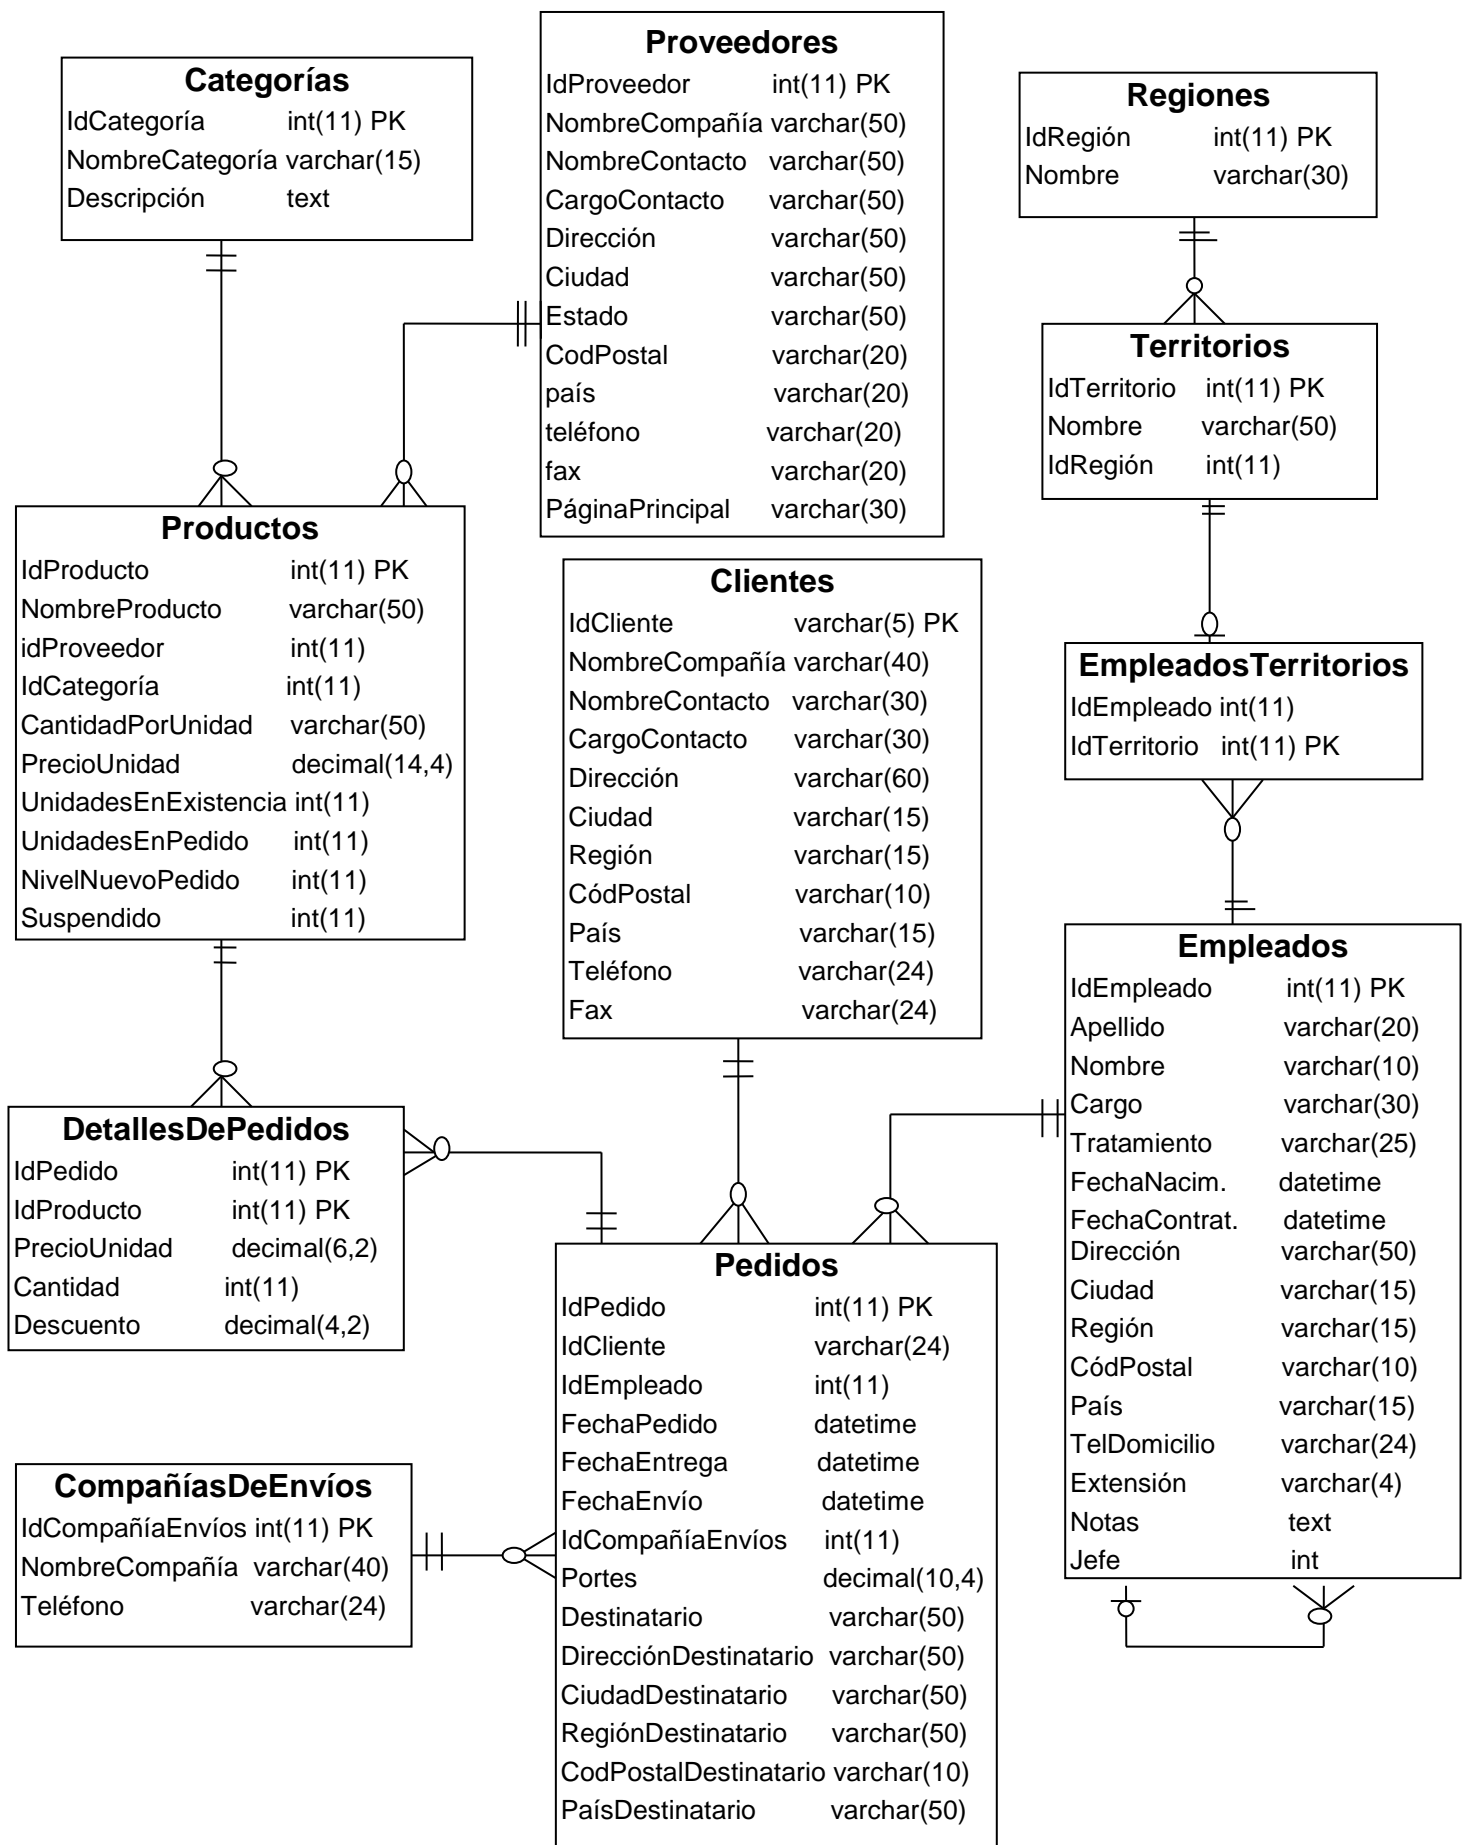 Categorías
IdCategoría int(11) PK
NombreCategoría varchar(15)
Descripción text
Proveedores
IdProveedor int(11) PK
NombreCompañía varchar(50)
NombreContacto varchar(50)
CargoContacto varchar(50)
Dirección varchar(50)
Ciudad varchar(50)
Estado varchar(50)
CodPostal varchar(20)
país varchar(20)
teléfono varchar(20)
fax varchar(20)
PáginaPrincipal varchar(30)
Regiones
IdRegión int(11) PK
Nombre varchar(30)
Territorios
IdTerritorio int(11) PK
Nombre varchar(50)
IdRegión int(11)
Productos
IdProducto int(11) PK
NombreProducto varchar(50)
idProveedor int(11)
IdCategoría int(11)
CantidadPorUnidad varchar(50)
PrecioUnidad decimal(14,4)
UnidadesEnExistencia int(11)
UnidadesEnPedido int(11)
NivelNuevoPedido int(11)
Suspendido int(11)
Clientes
IdCliente varchar(5) PK
NombreCompañía varchar(40)
NombreContacto varchar(30)
CargoContacto varchar(30)
Dirección varchar(60)
Ciudad varchar(15)
Región varchar(15)
CódPostal varchar(10)
País varchar(15)
Teléfono varchar(24)
Fax varchar(24)
EmpleadosTerritorios
IdEmpleado int(11)
IdTerritorio int(11) PK
Empleados
IdEmpleado int(11) PK
Apellido varchar(20)
Nombre varchar(10)
Cargo varchar(30)
Tratamiento varchar(25)
FechaNacim. datetime
FechaContrat. datetime
Dirección varchar(50)
Ciudad varchar(15)
Región varchar(15)
CódPostal varchar(10)
País varchar(15)
TelDomicilio varchar(24)
Extensión varchar(4)
Notas text
Jefe int
DetallesDePedidos
IdPedido int(11) PK
IdProducto int(11) PK
PrecioUnidad decimal(6,2)
Cantidad int(11)
Descuento decimal(4,2)
Pedidos
IdPedido int(11) PK
IdCliente varchar(24)
IdEmpleado int(11)
FechaPedido datetime
FechaEntrega datetime
FechaEnvío datetime
IdCompañíaEnvíos int(11)
Portes decimal(10,4)
Destinatario varchar(50)
DirecciónDestinatario varchar(50)
CiudadDestinatario varchar(50)
RegiónDestinatario varchar(50)
CodPostalDestinatario varchar(10)
PaísDestinatario varchar(50)
CompañíasDeEnvíos
IdCompañíaEnvíos int(11) PK
NombreCompañía varchar(40)
Teléfono varchar(24)